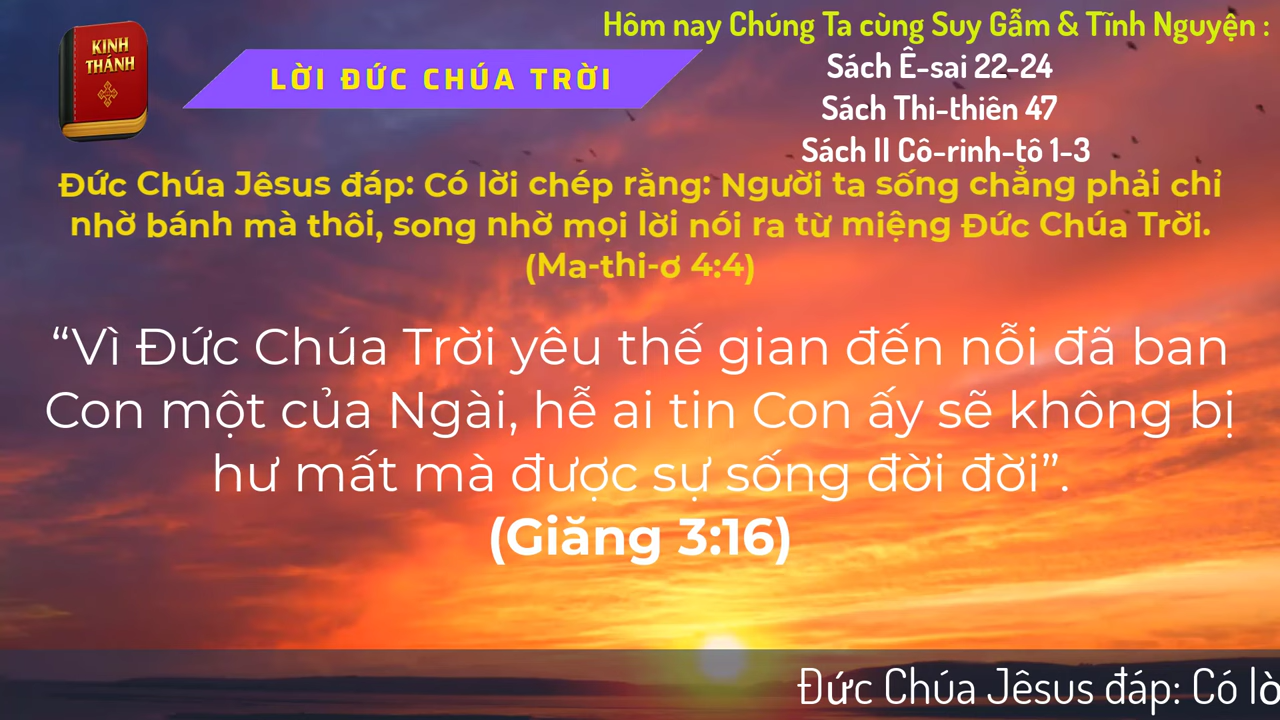 KINH
THÁNH
LỜI ĐỨC CHÚA TRỜI
Hôm nay Chúng Ta cùng Suy Gẫm & Tĩnh Nguyện :
Sách Ê-sai 22-24
Sách Thi-thiên 47
Sách II Cô-rinh-tô 1-3
Đức Chúa Jêsus đáp: Có lời chép rằng: Người ta sống chẳng phải chỉ
nhờ bánh mà thôi, song nhờ mọi lời nói ra từ miệng Đức Chúa Trời.
(Ma-thi-ơ 4:4)
“Vì Đức Chúa Trời yêu thế gian đến nỗi đã ban
Con một của Ngài, hễ ai tin Con ấy sẽ không bị
hư mất mà được sự sống đời đời”.
(Giăng 3:16)
Đức Chúa Jêsus đáp: Có lờ